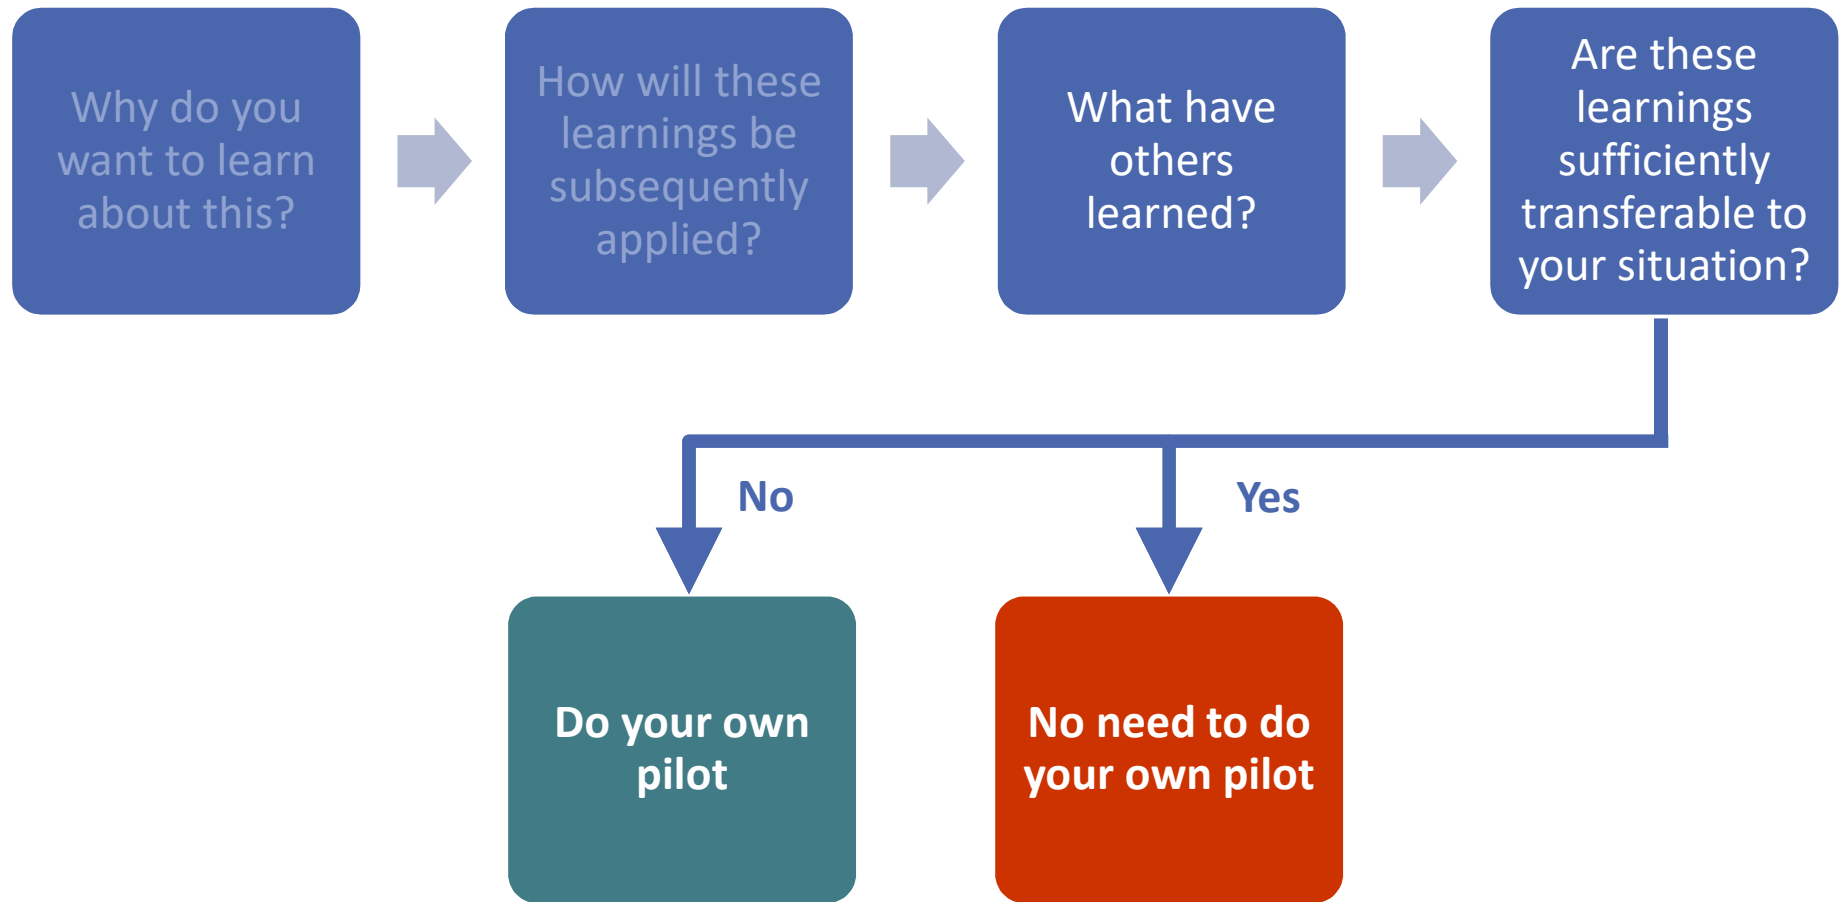 Why do you
want to learn
about this?
How will these
learnings be
subsequently
applied?
What have
others
learned?
Are these
learnings
sufficiently
transferable to
your situation?
No
Yes
Do your own
pilot
No need to do
your own pilot